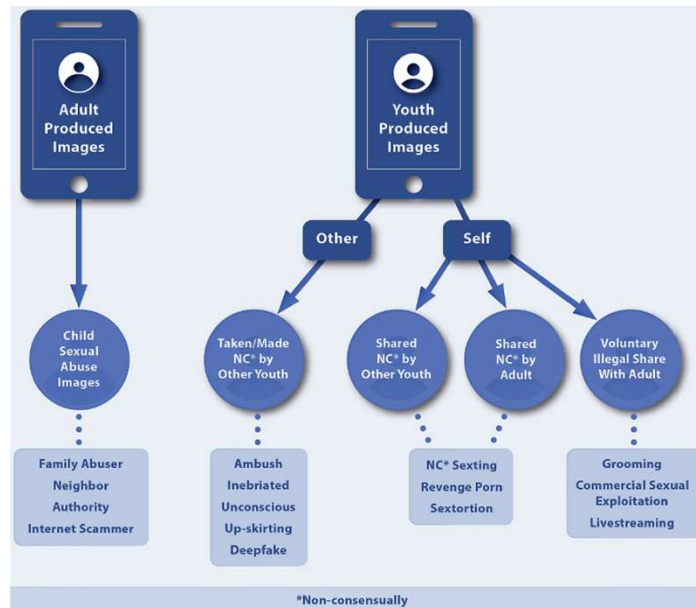 Adult
Produced
Images
Youth
Produced
Images
Other
Self
Child
Sexual
Abuse
Images
Taken/Made
NC* by
Other Youth
Shared
NC* by
Other Youth
Shared
NC* by
Adult
Voluntary
Illegal Share
With Adult
Family Abuser
Neighbor
Authority
Internet Scammer
Ambush
Inebriated
Unconscious
Up-skirting
Deepfake
NC* Sexting
Revenge Porn
Sextortion
Grooming
Commercial Sexual
Exploitation
Livestreaming
*Non-consensually